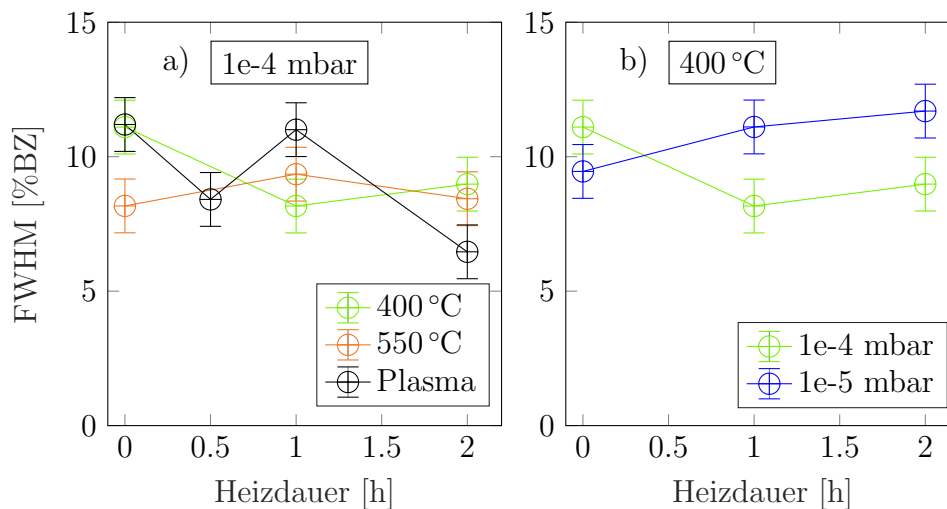 15
10
5
0
FWHM [%BZ]
a) 1e-4 mbar
400 °C
550 °C
Plasma
0 0.5 1 1.5 2
Heizdauer [h]
15
10
5
0
b) 400 °C
1e-4 mbar
1e-5 mbar
0 0.5 1 1.5 2
Heizdauer [h]